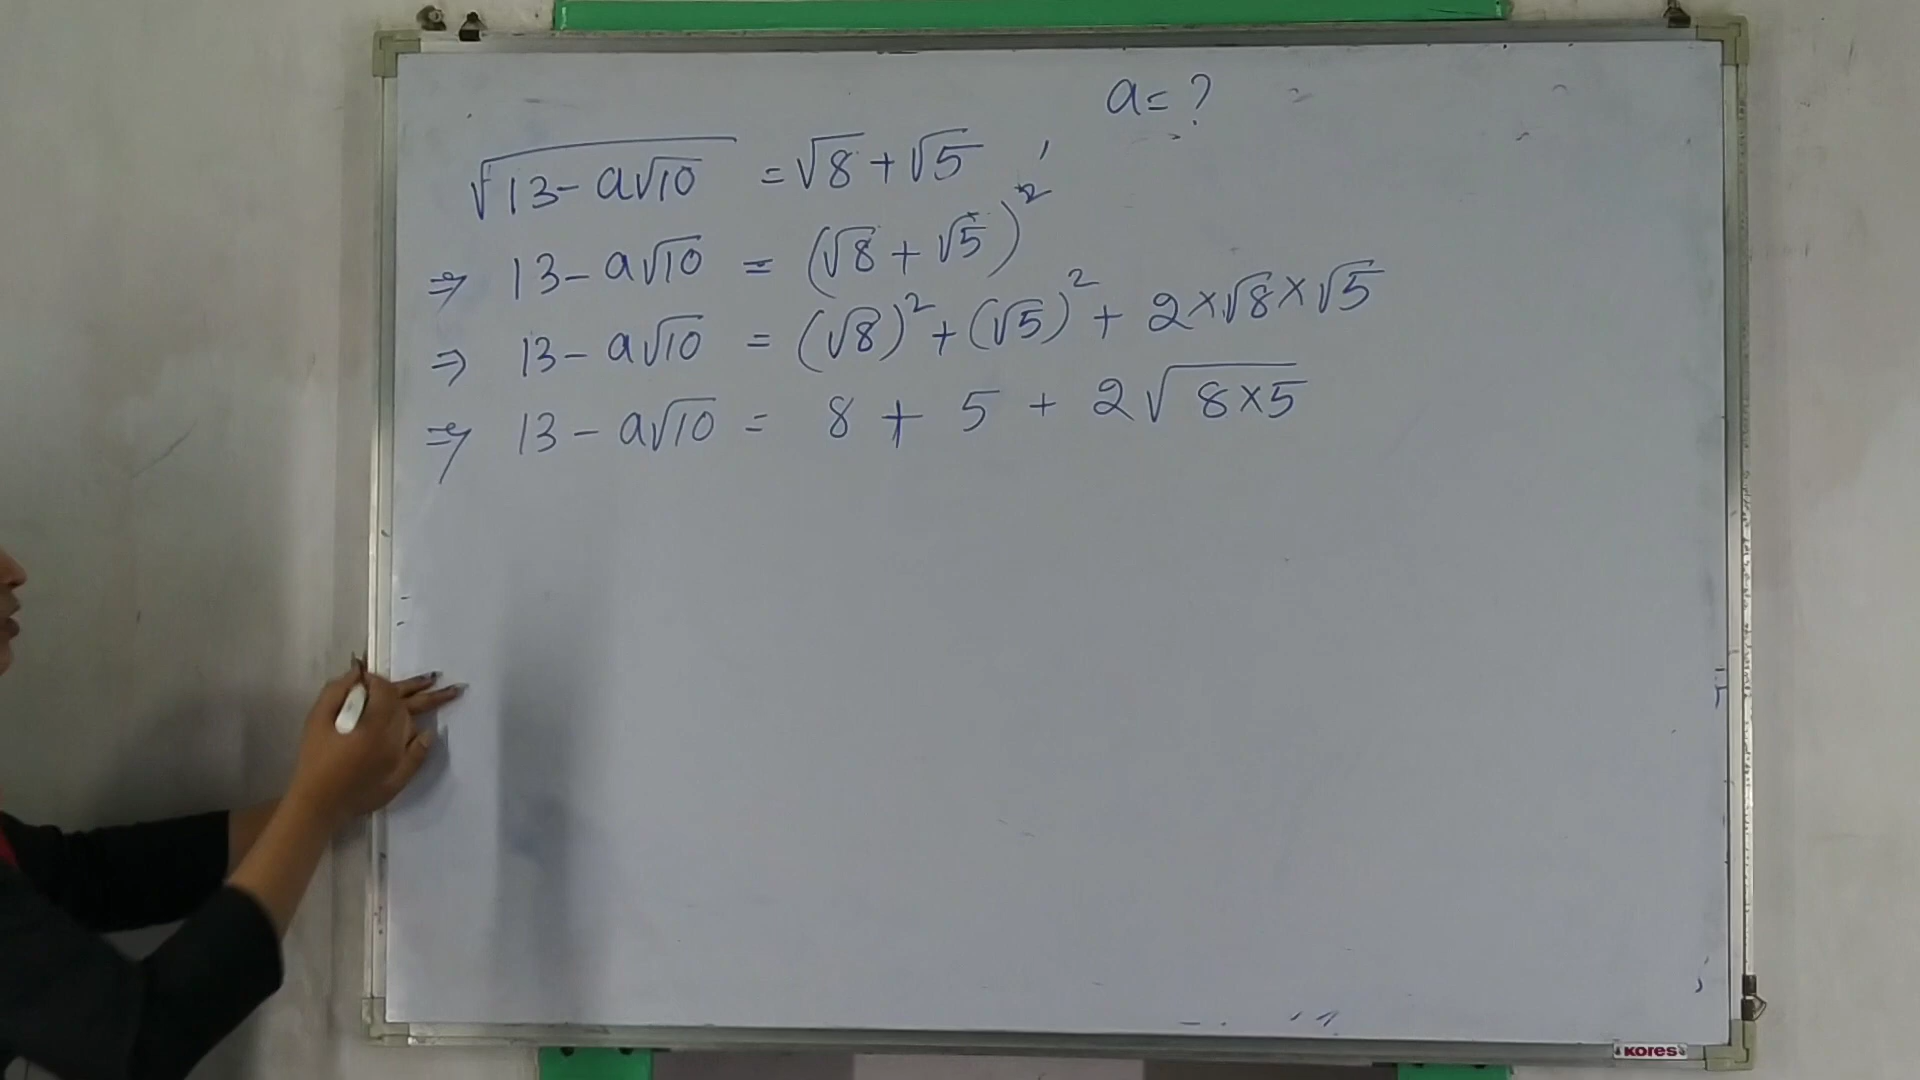 a = ?
√(13 - a√10) = √8 + √5 ,
⇒ 13 - a√10 = (√8 + √5)²
⇒ 13 - a√10 = (√8)² + (√5)² + 2 × √8 × √5
⇒ 13 - a√10 = 8 + 5 + 2√(8×5)
kores